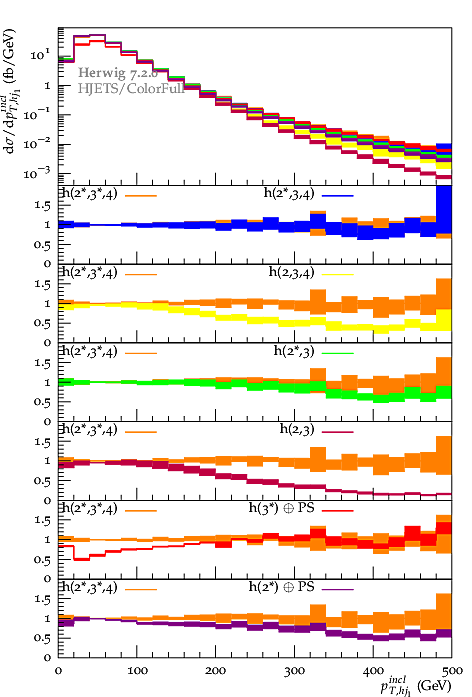 dσ/dp^{incl}_{T,hj_1} (fb/GeV)
10^1
1
10^{-1}
10^{-2}
10^{-3}
Herwig 7.2.0
HJETS/ColorFull
h(2*,3*,4) h(2*,3,4)
1.5
1
0.5
0
h(2*,3*,4) h(2,3,4)
1.5
1
0.5
0
h(2*,3*,4) h(2*,3)
1.5
1
0.5
0
h(2*,3*,4) h(2,3)
1.5
1
0.5
0
h(2*,3*,4) h(3*) ⊕ PS
1.5
1
0.5
0
h(2*,3*,4) h(2*) ⊕ PS
1.5
1
0.5
0
0 100 200 300 400 500
p^{incl}_{T,hj_1} (GeV)